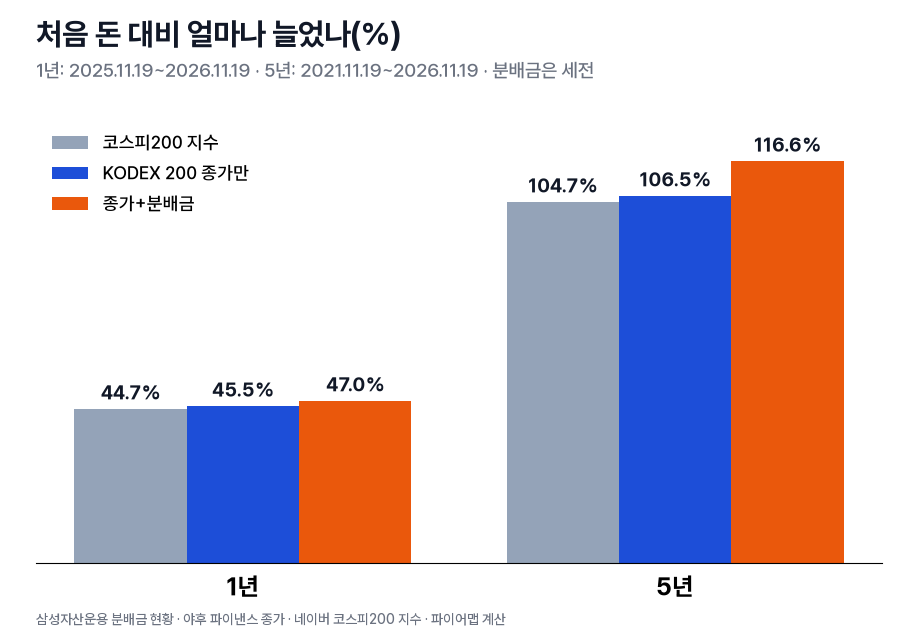 처음 돈 대비 얼마나 늘었나(%)
1년: 2025.11.19~2026.11.19 · 5년: 2021.11.19~2026.11.19 · 분배금은 세전
코스피200 지수
KODEX 200 종가만
종가+분배금
44.7%
45.5%
47.0%
104.7%
106.5%
116.6%
1년
5년
삼성자산운용 분배금 현황 · 야후 파이낸스 종가 · 네이버 코스피200 지수 · 파이어맵 계산